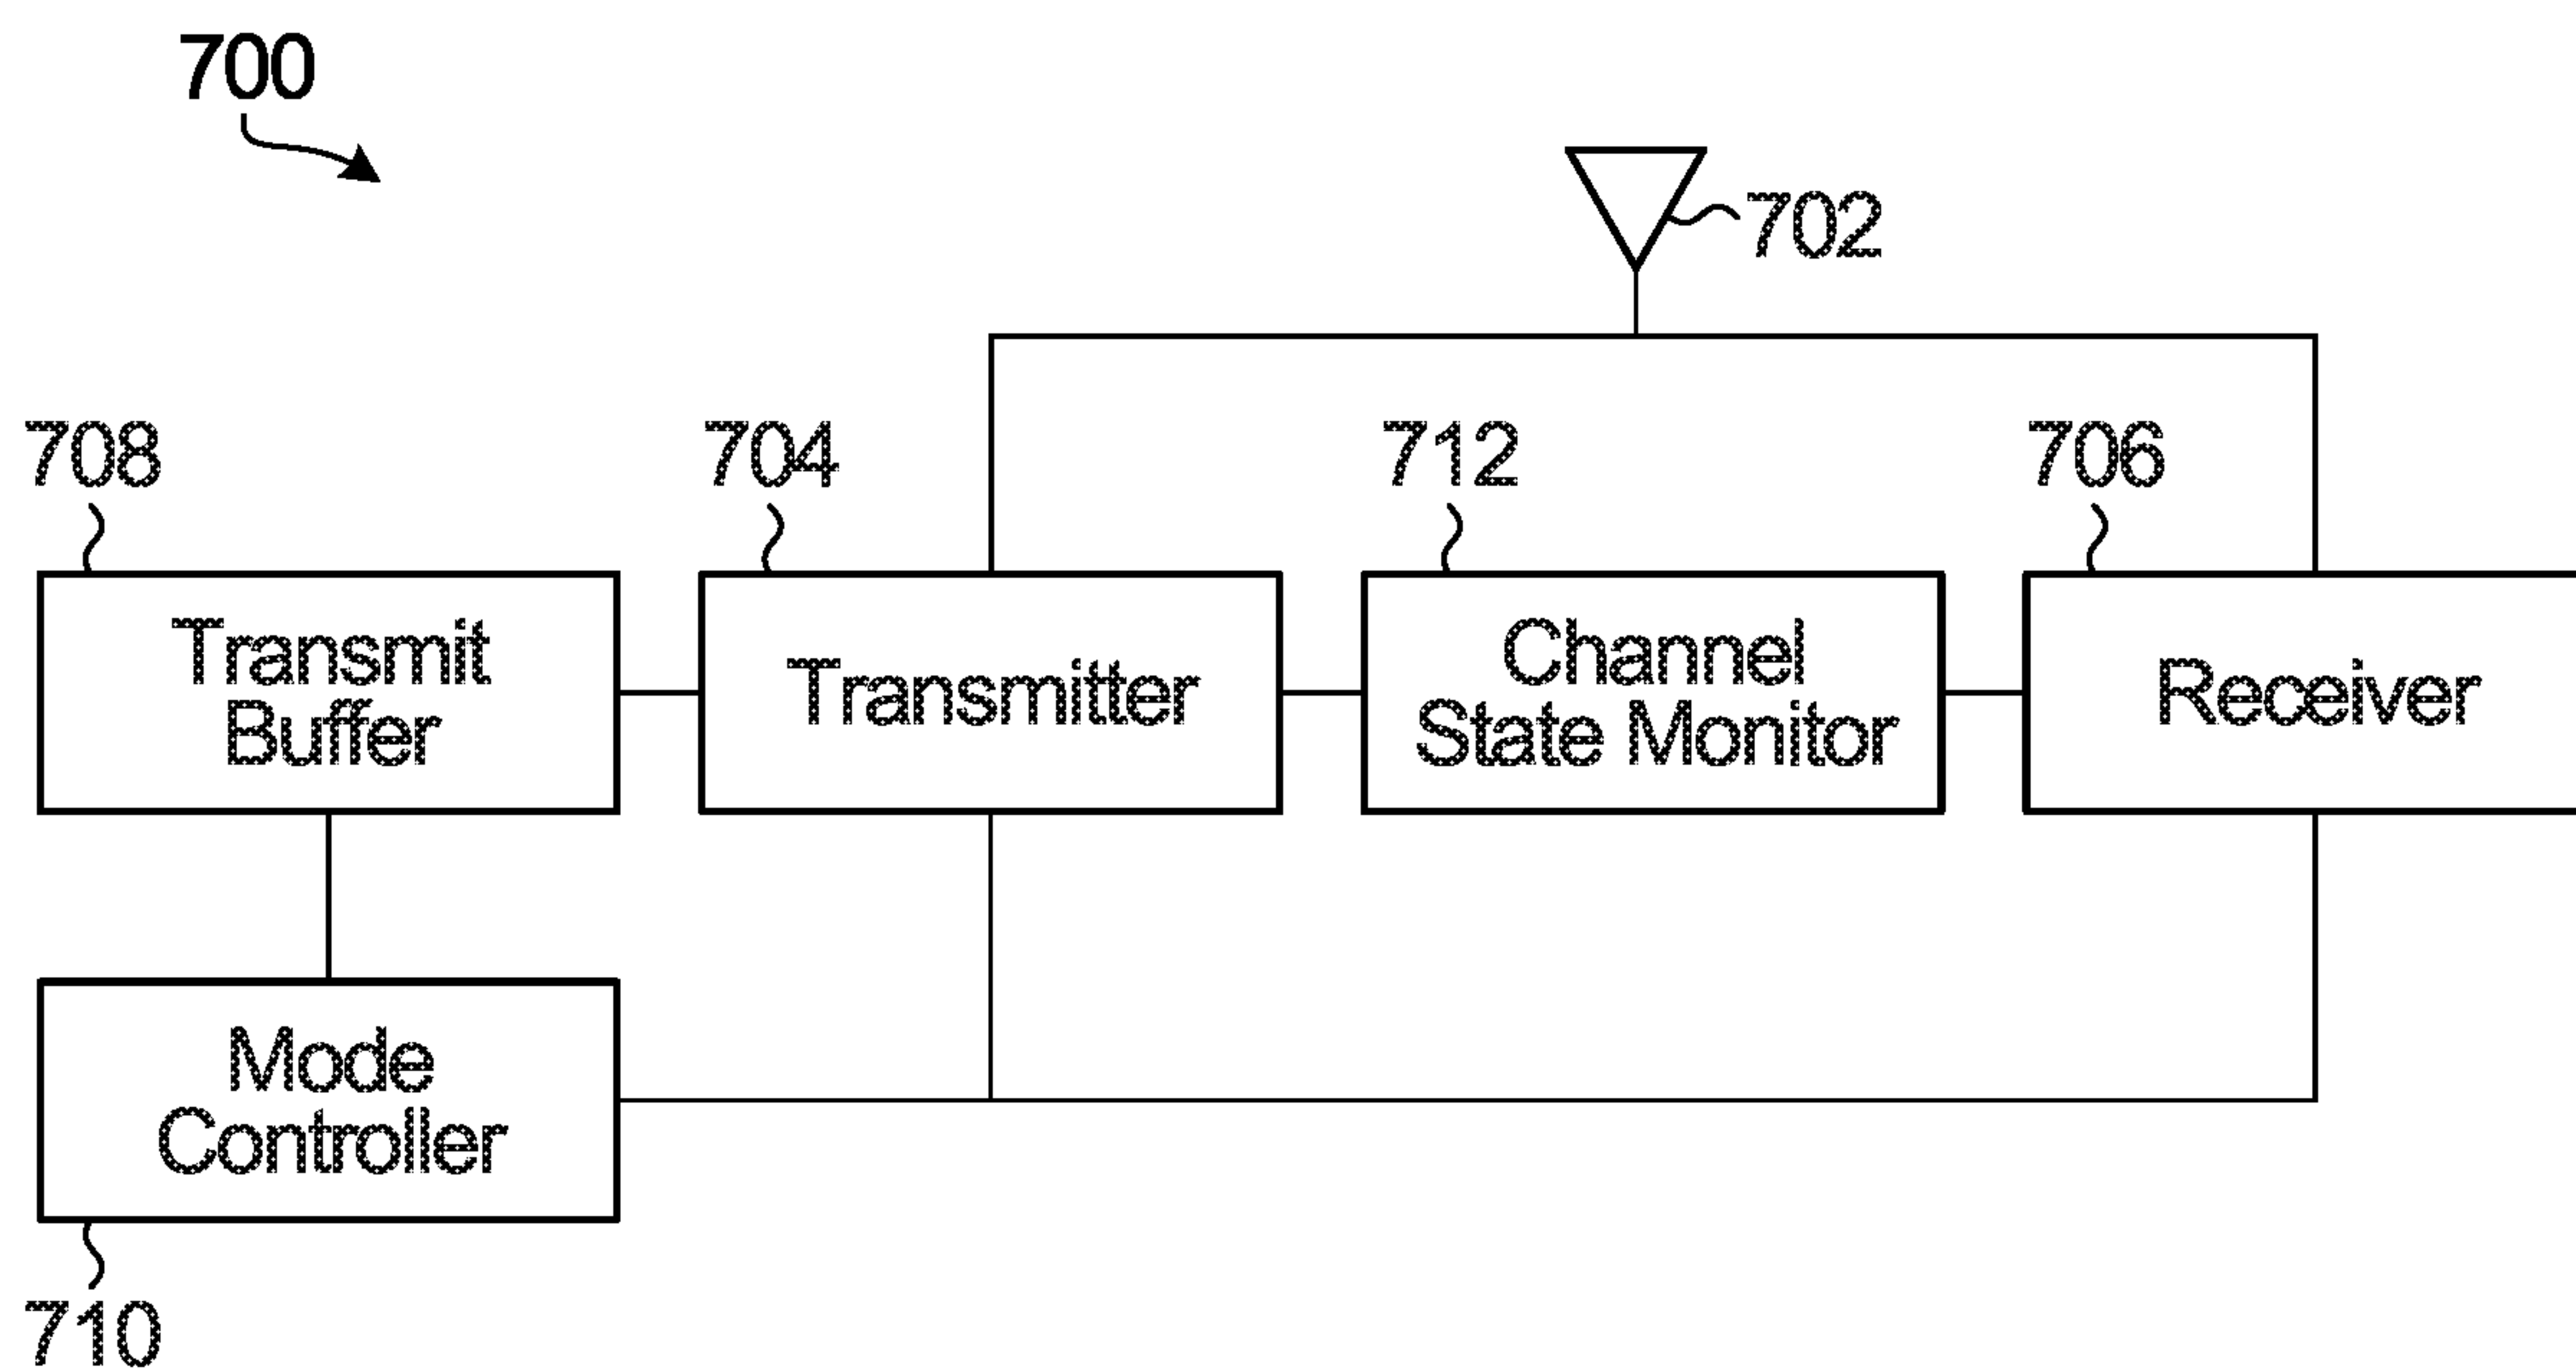 700
702
708
704
712
706
Transmit
Buffer
Transmitter
Channel
State Monitor
Receiver
Mode
Controller
710